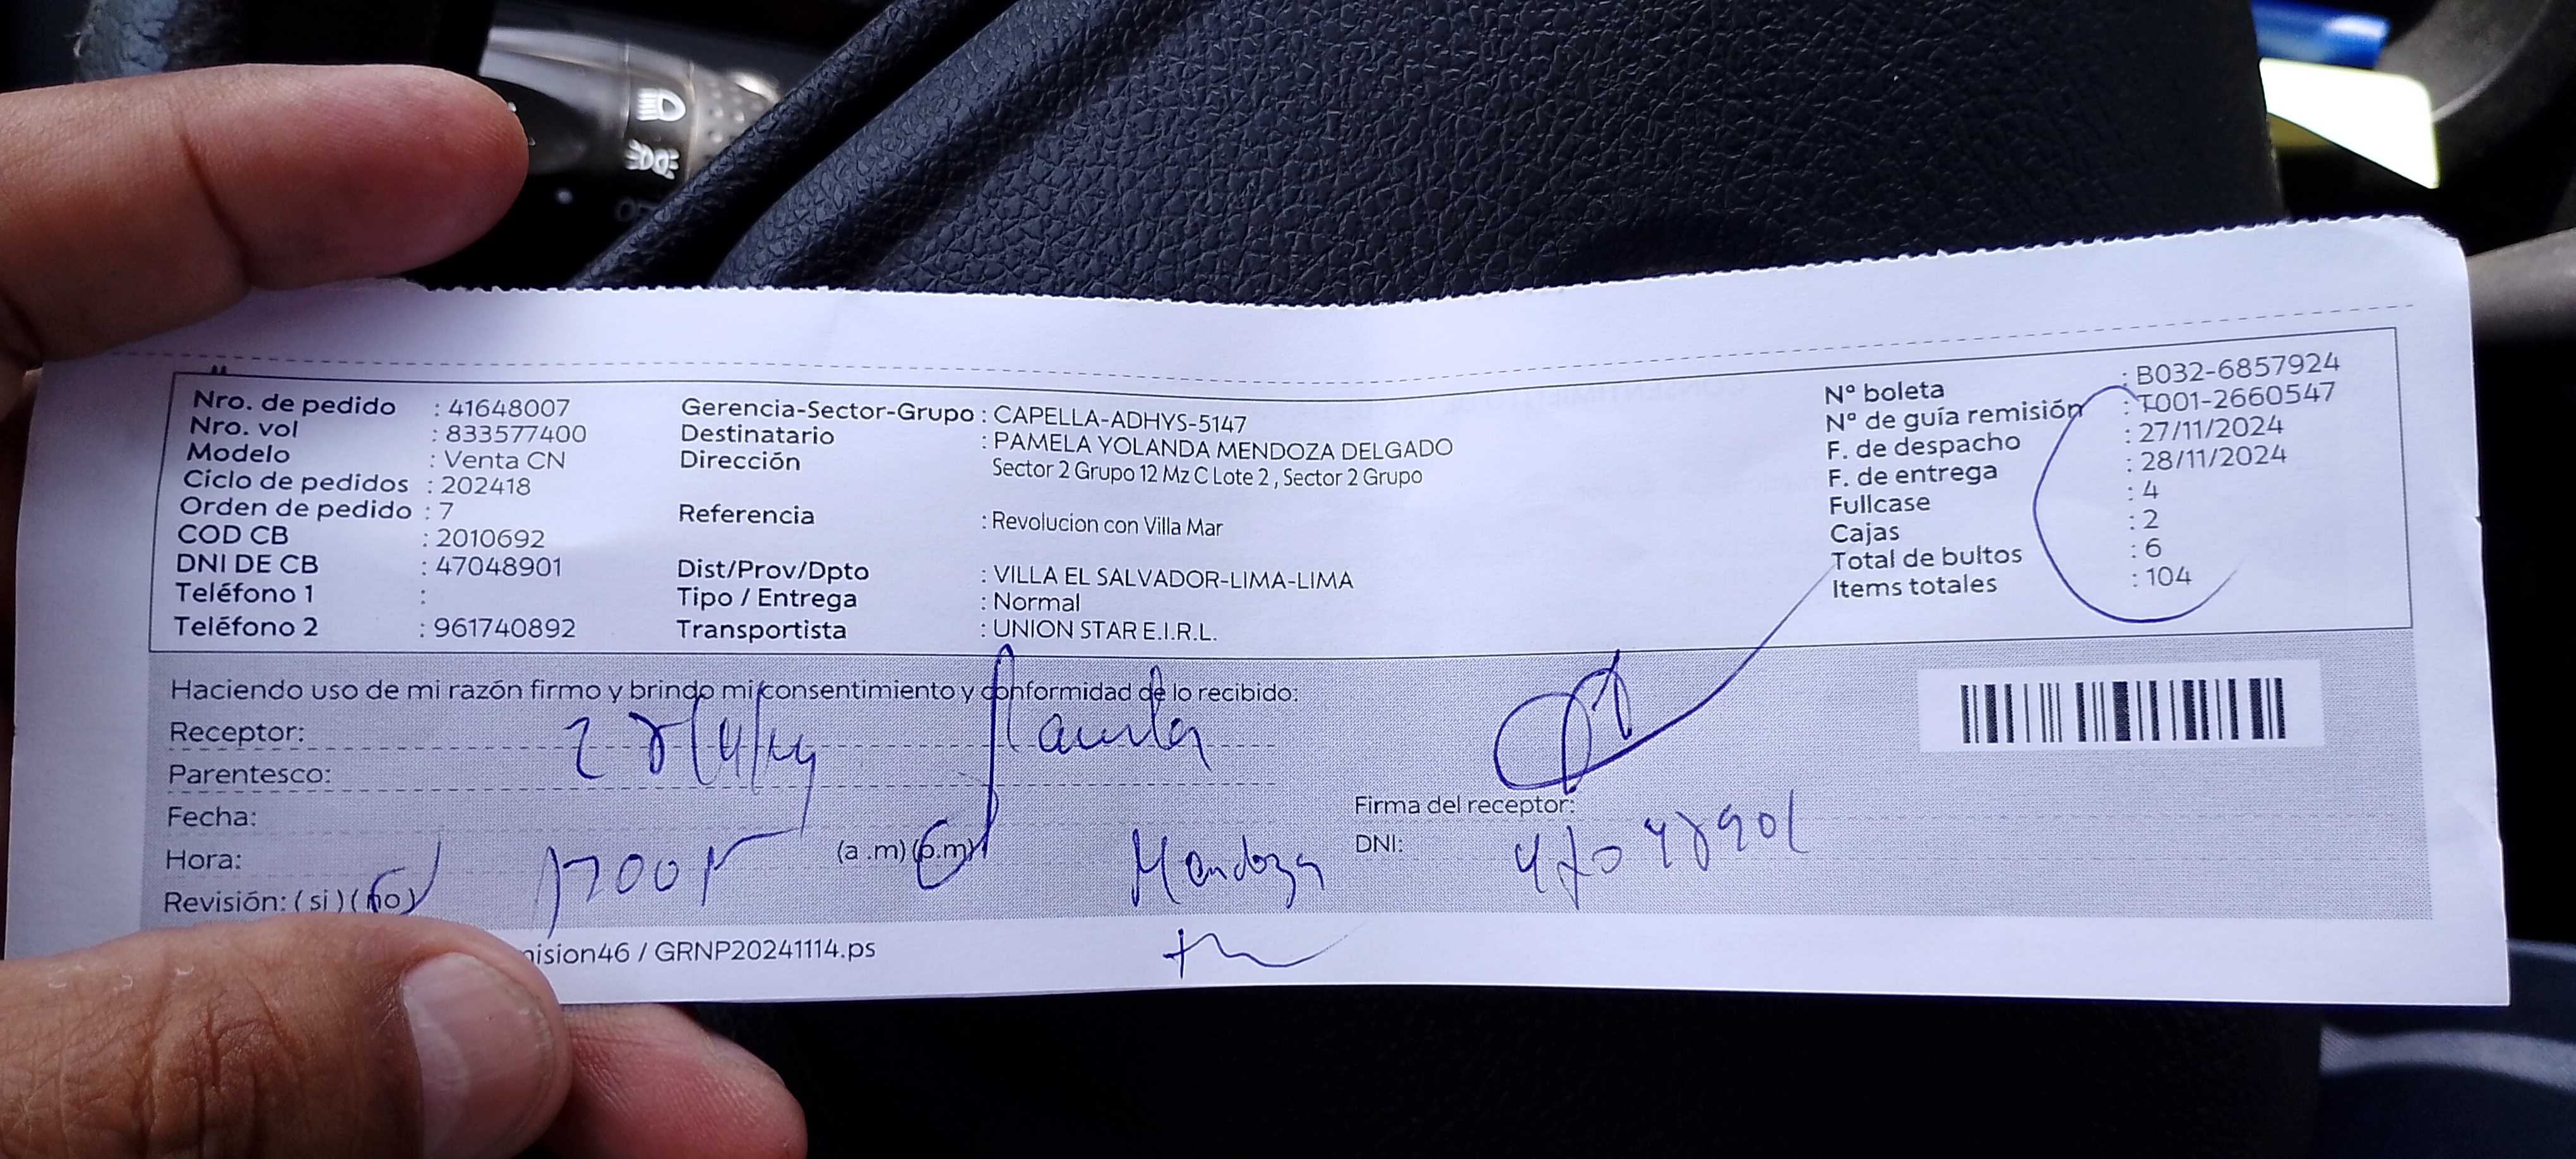 Nro. de pedido : 41648007
Nro. vol : 833577400
Modelo : Venta CN
Ciclo de pedidos : 202418
Orden de pedido : 7
COD CB : 2010692
DNI DE CB : 47048901
Teléfono 1 :
Teléfono 2 : 961740892
Gerencia-Sector-Grupo : CAPELLA-ADHYS-5147
Destinatario : PAMELA YOLANDA MENDOZA DELGADO
Dirección Sector 2 Grupo 12 Mz C Lote 2 , Sector 2 Grupo
Referencia : Revolucion con Villa Mar
Dist/Prov/Dpto : VILLA EL SALVADOR-LIMA-LIMA
Tipo / Entrega : Normal
Transportista : UNION STAR E.I.R.L.
N° boleta : B032-6857924
N° de guía remisión : T001-2660547
F. de despacho : 27/11/2024
F. de entrega : 28/11/2024
Fullcase : 4
Cajas : 2
Total de bultos : 6
Items totales : 104
Haciendo uso de mi razón firmo y brindo mi consentimiento y conformidad de lo recibido:
Receptor: Pamela
Parentesco:
Fecha:
Hora: (a .m) (p.m) Mendoza
Revisión: ( si ) ( no )
Firma del receptor:
DNI: 47048901
ision46 / GRNP20241114.ps